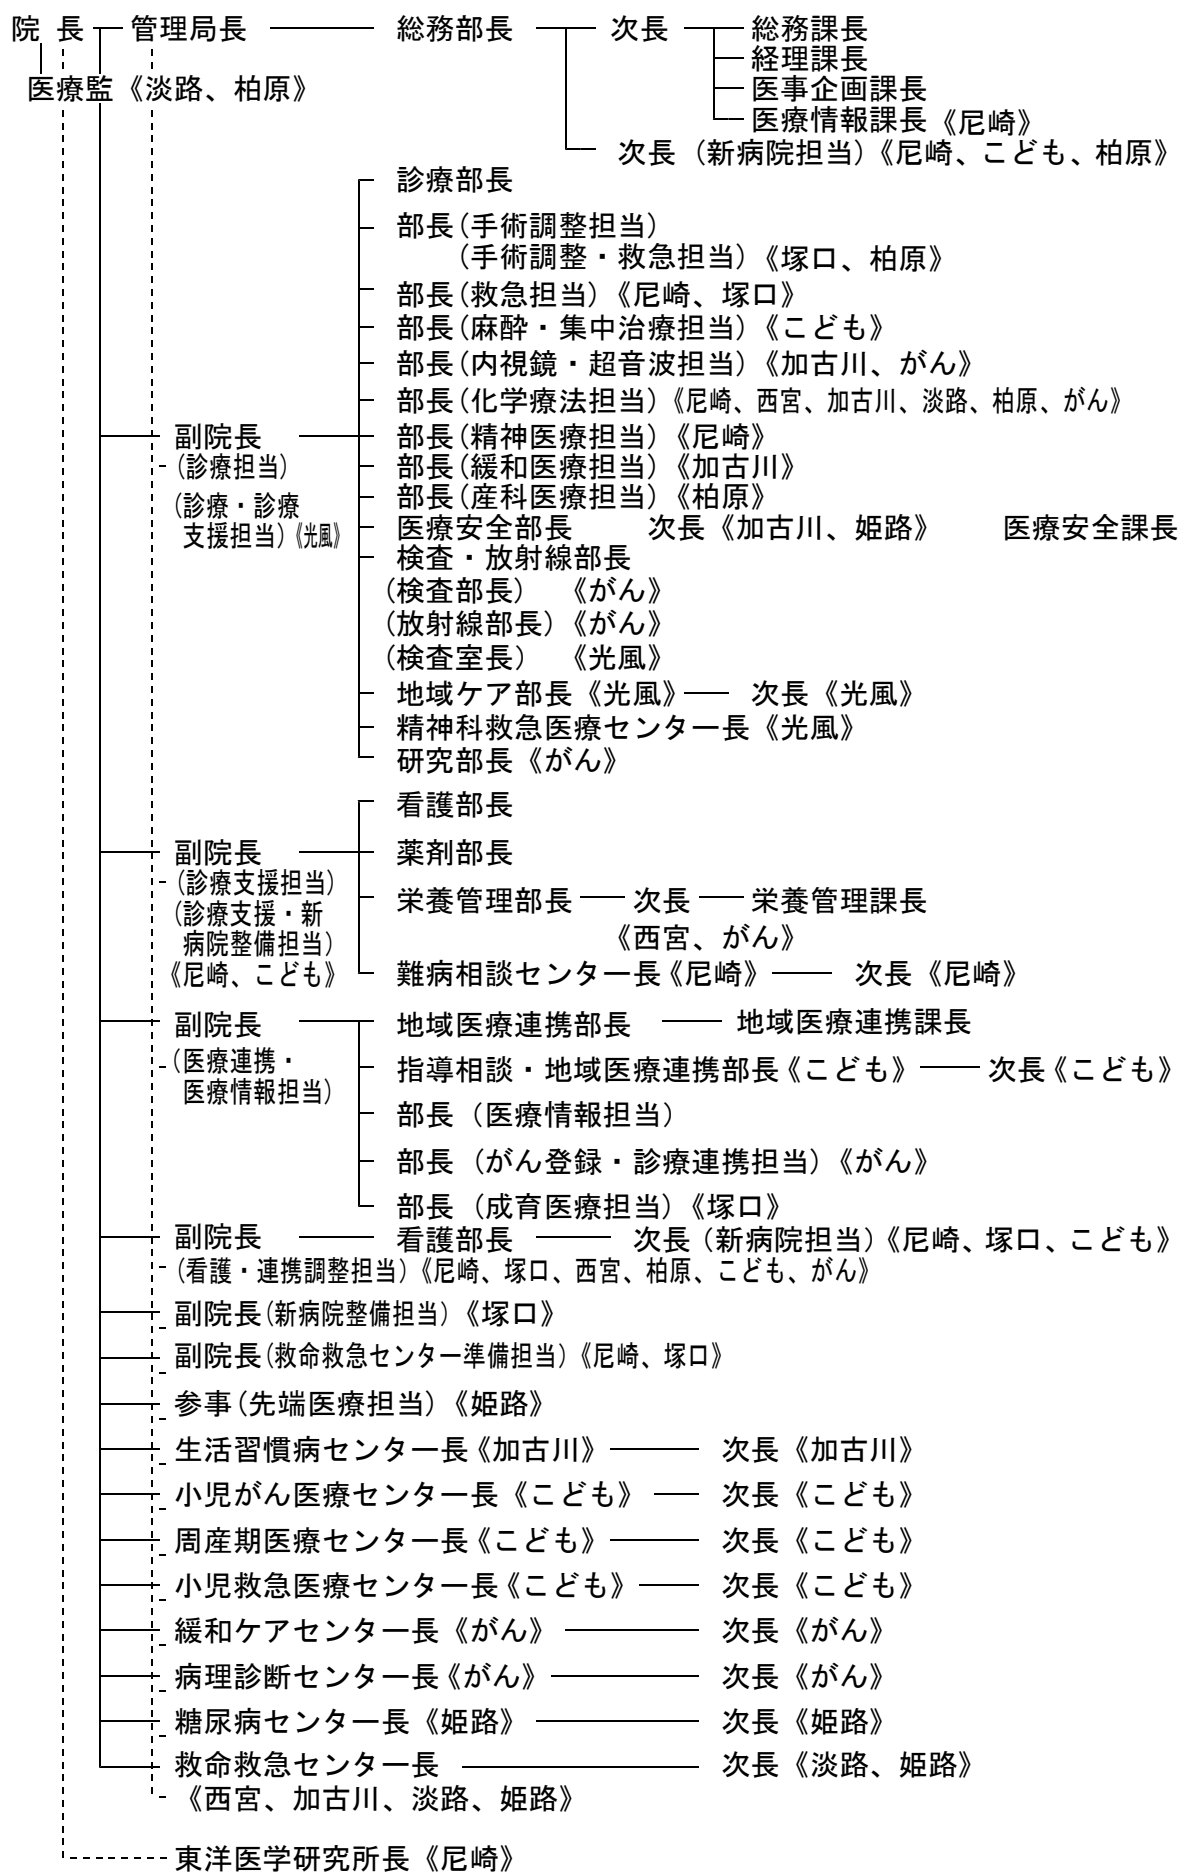 院　長　管理局長　総務部長　次長　総務課長
経理課長
医療監《淡路、柏原》　医事企画課長
医療情報課長《尼崎》
次長（新病院担当）《尼崎、こども、柏原》
診療部長
部長（手術調整担当）
（手術調整・救急担当）《塚口、柏原》
部長（救急担当）《尼崎、塚口》
部長（麻酔・集中治療担当）《こども》
部長（内視鏡・超音波担当）《加古川、がん》
部長（化学療法担当）《尼崎、西宮、加古川、淡路、柏原、がん》
副院長　部長（精神医療担当）《尼崎》
（診療担当）　部長（緩和医療担当）《加古川》
（診療・診療　部長（産科医療担当）《柏原》
支援担当）《光風》　医療安全部長　次長《加古川、姫路》　医療安全課長
検査・放射線部長
（検査部長）　《がん》
（放射線部長）《がん》
（検査室長）　《光風》
地域ケア部長《光風》　次長《光風》
精神科救急医療センター長《光風》
研究部長《がん》
看護部長
副院長　薬剤部長
（診療支援担当）
（診療支援・新　栄養管理部長　次長　栄養管理課長
病院整備担当）　《西宮、がん》
《尼崎、こども》　難病相談センター長《尼崎》　次長《尼崎》
副院長　地域医療連携部長　地域医療連携課長
（医療連携・　指導相談・地域医療連携部長《こども》　次長《こども》
医療情報担当）
部長（医療情報担当）
部長（がん登録・診療連携担当）《がん》
部長（成育医療担当）《塚口》
副院長　看護部長　次長（新病院担当）《尼崎、塚口、こども》
（看護・連携調整担当）《尼崎、塚口、西宮、柏原、こども、がん》
副院長（新病院整備担当）《塚口》
副院長（救命救急センター準備担当）《尼崎、塚口》
参事（先端医療担当）《姫路》
生活習慣病センター長《加古川》　次長《加古川》
小児がん医療センター長《こども》　次長《こども》
周産期医療センター長《こども》　次長《こども》
小児救急医療センター長《こども》　次長《こども》
緩和ケアセンター長《がん》　次長《がん》
病理診断センター長《がん》　次長《がん》
糖尿病センター長《姫路》　次長《姫路》
救命救急センター長　次長《淡路、姫路》
《西宮、加古川、淡路、姫路》
東洋医学研究所長《尼崎》